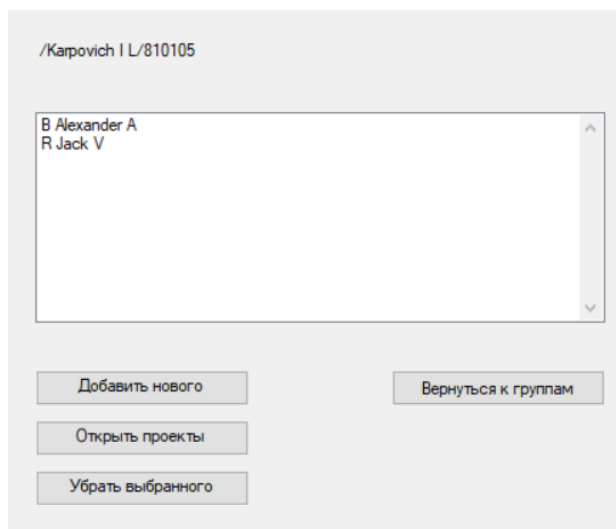 /Karpovich I L/810105
B Alexander A
R Jack V
Добавить нового
Вернуться к группам
Открыть проекты
Убрать выбранного